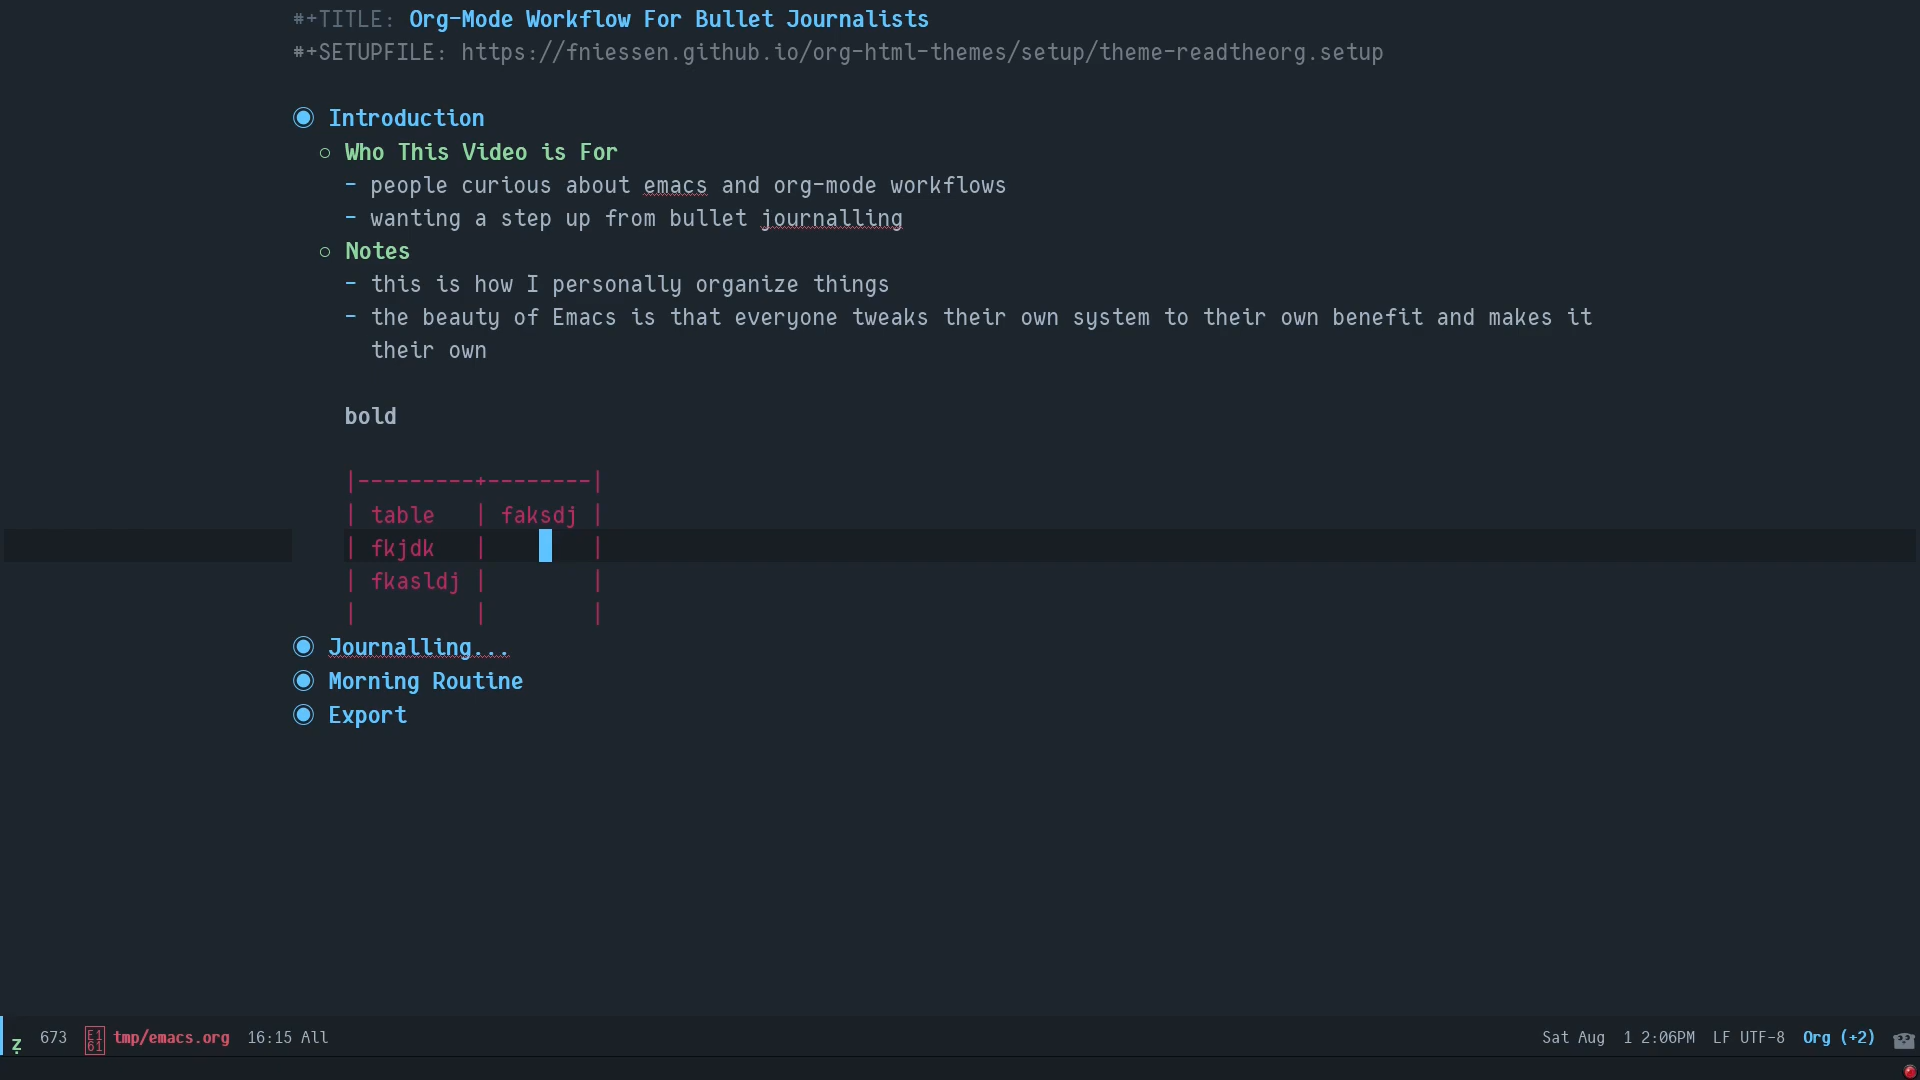 #+TITLE: Org-Mode Workflow For Bullet Journalists
#+SETUPFILE: https://fniessen.github.io/org-html-themes/setup/theme-readtheorg.setup
◉ Introduction
○ Who This Video is For
- people curious about emacs and org-mode workflows
- wanting a step up from bullet journalling
○ Notes
- this is how I personally organize things
- the beauty of Emacs is that everyone tweaks their own system to their own benefit and makes it
their own
bold
|---------+--------|
| table   | faksdj |
| fkjdk   |        |
| fkasldj |        |
|         |        |
◉ Journalling...
◉ Morning Routine
◉ Export
z 673 E161 tmp/emacs.org 16:15 All Sat Aug 1 2:06PM LF UTF-8 Org (+2)